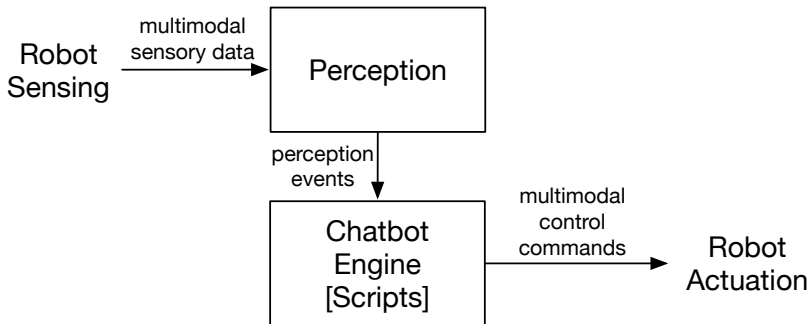 Robot
Sensing
multimodal
sensory data
Perception
perception
events
Chatbot
Engine
[Scripts]
multimodal
control
commands
Robot
Actuation